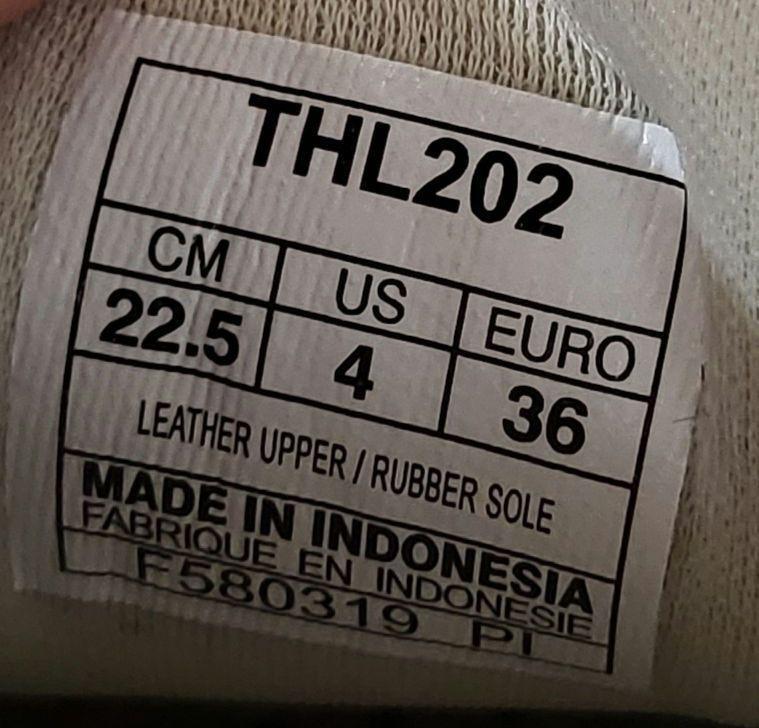 THL202
CM US EURO
22.5 4 36
LEATHER UPPER / RUBBER SOLE
MADE IN INDONESIA
FABRIQUE EN INDONESIE
F580319 PI